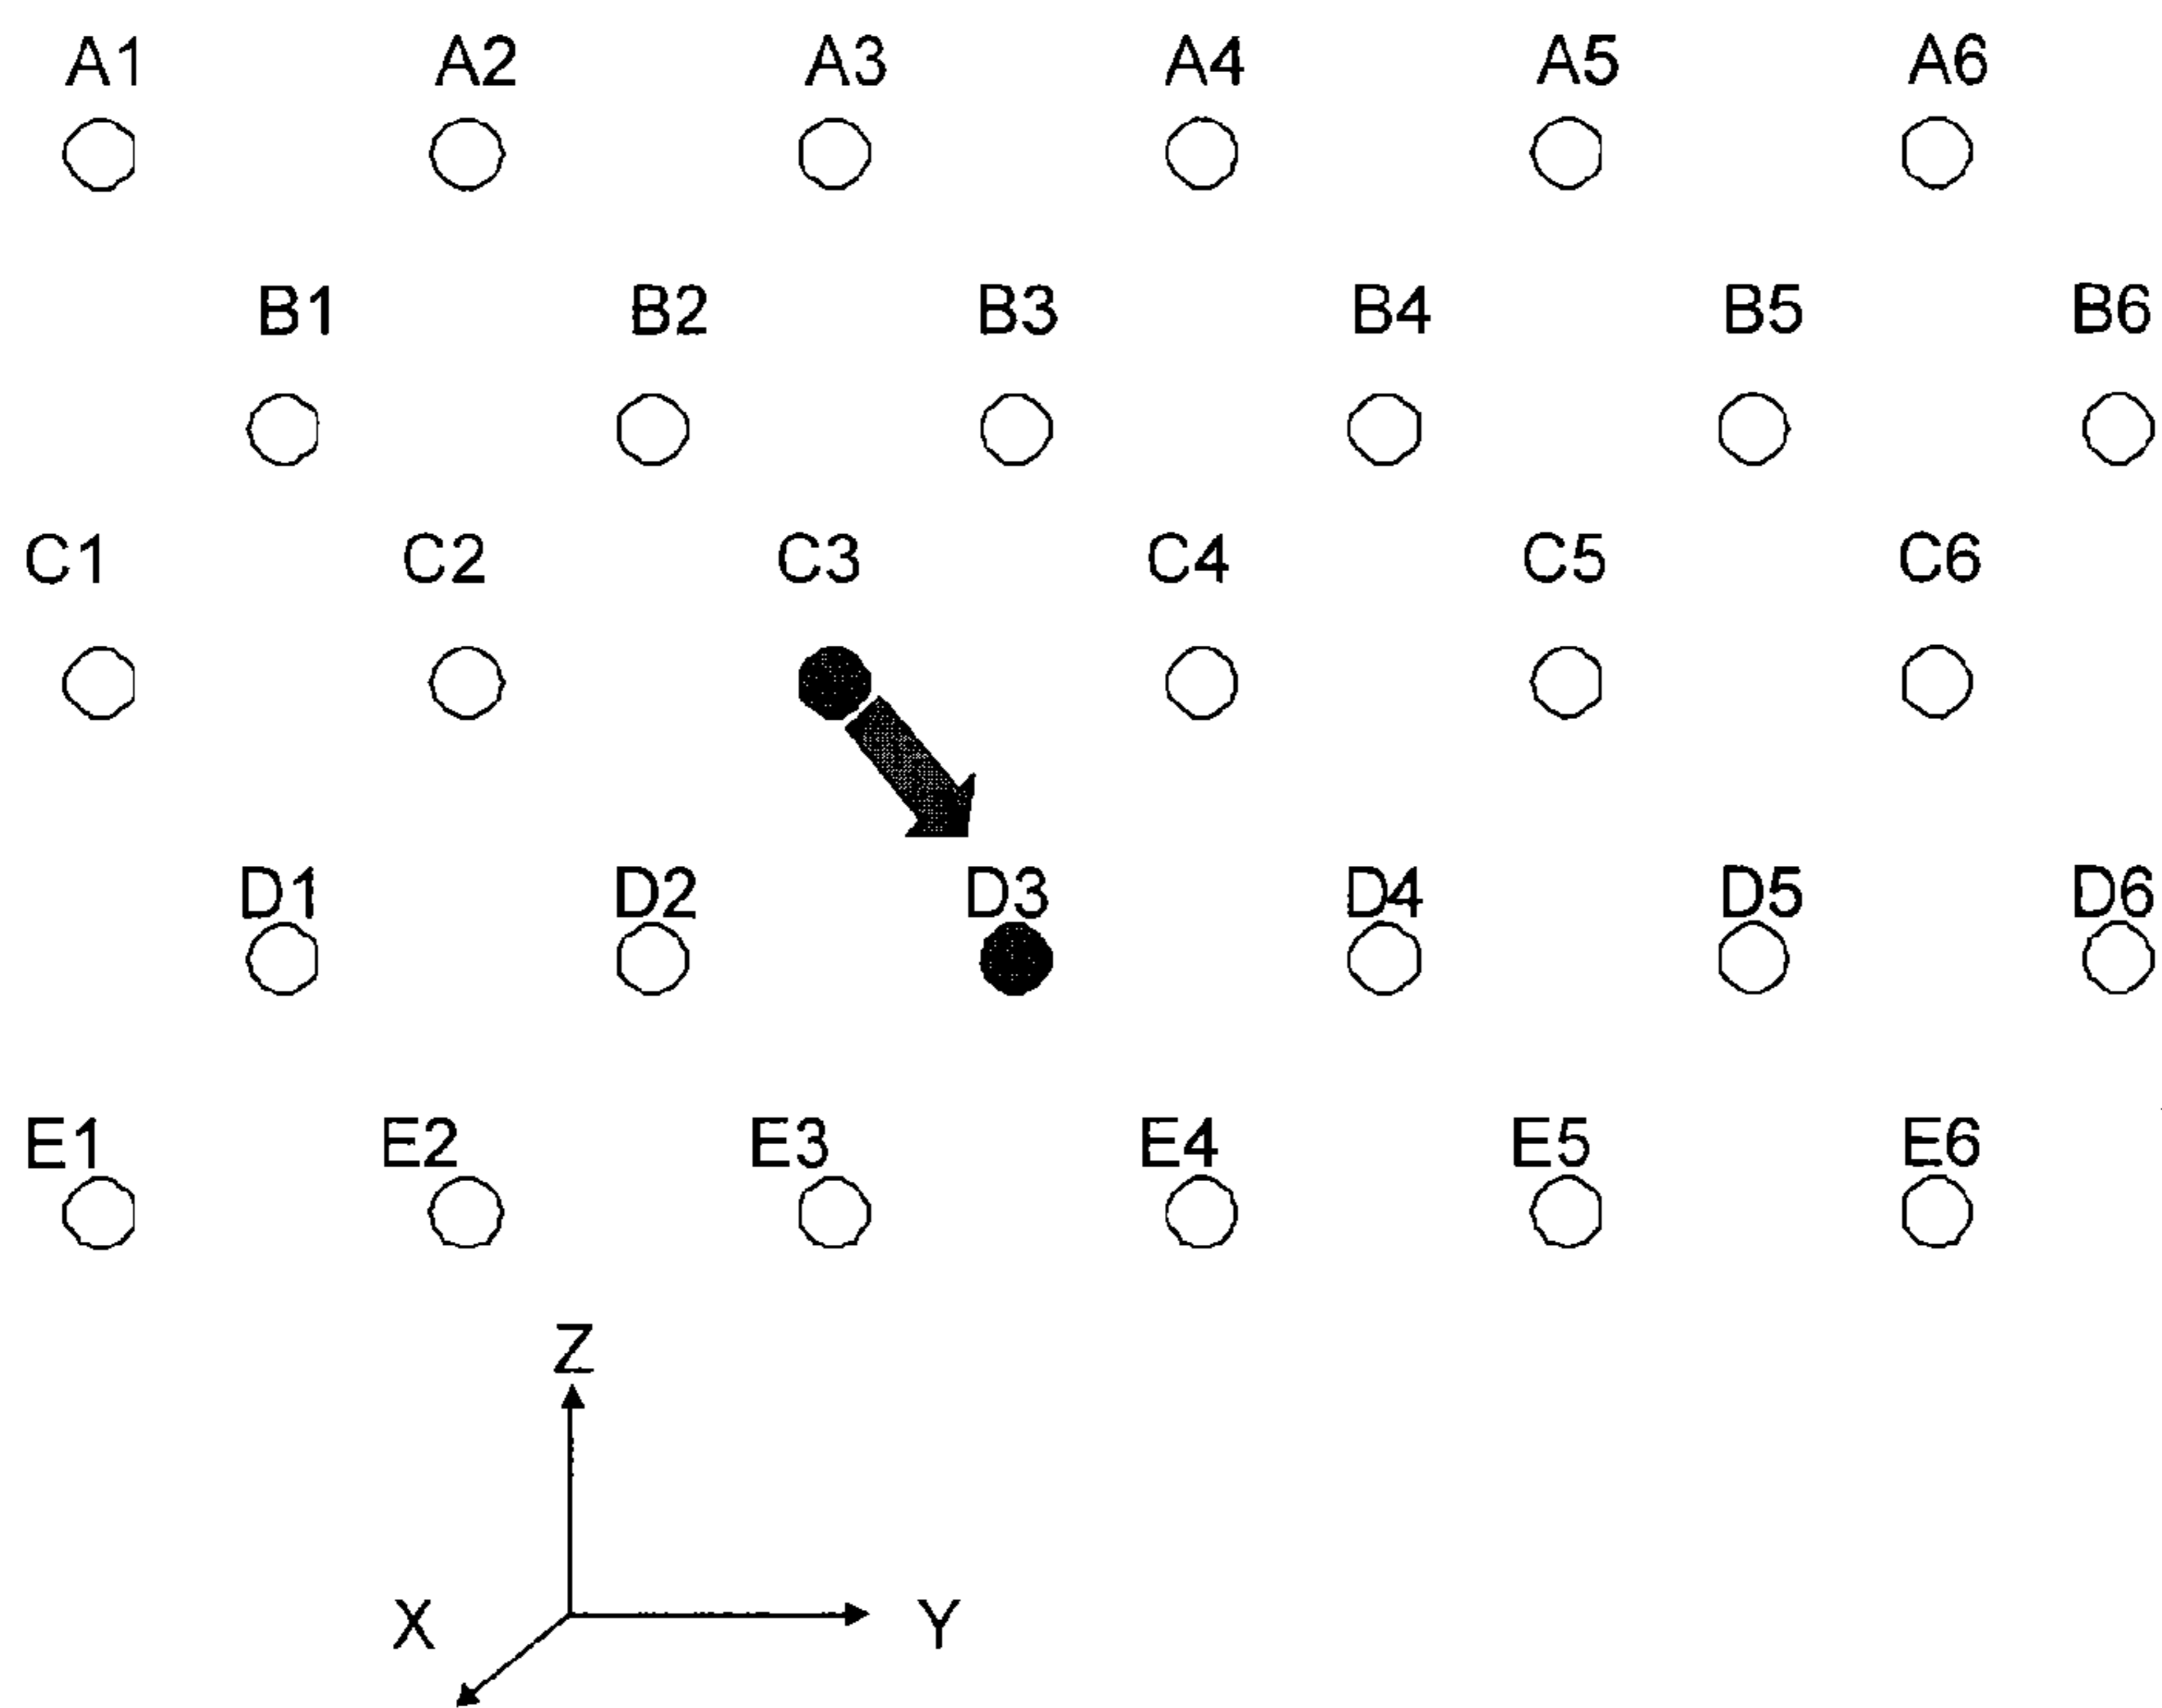 A1 A2 A3 A4 A5 A6
B1 B2 B3 B4 B5 B6
C1 C2 C3 C4 C5 C6
D1 D2 D3 D4 D5 D6
E1 E2 E3 E4 E5 E6
Z
X Y